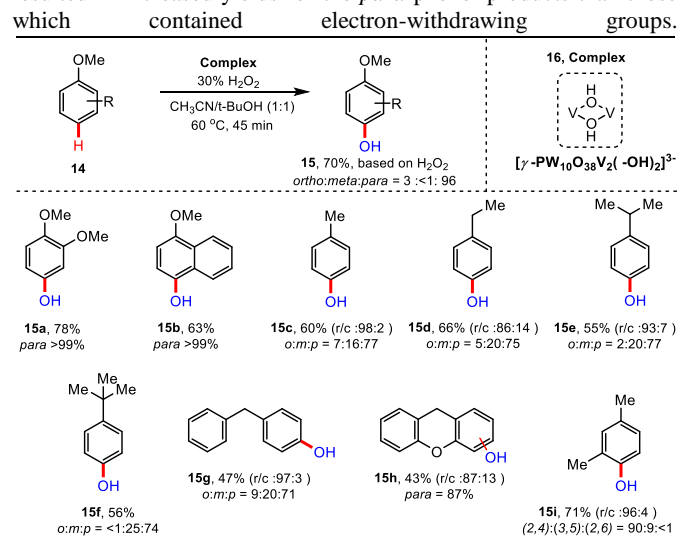 which contained electron-withdrawing groups.
OMe
R
H
14
Complex
30% H₂O₂
CH₃CN/t-BuOH (1:1)
60 °C, 45 min
OMe
R
OH
15, 70%, based on H₂O₂
ortho:meta:para = 3 :<1: 96
16, Complex
H
O
V V
O
H
[γ-PW₁₀O₃₈V₂( -OH)₂]³⁻
OMe
OMe
OH
15a, 78%
para >99%
OMe
OH
15b, 63%
para >99%
Me
OH
15c, 60% (r/c :98:2)
o:m:p = 7:16:77
Me
OH
15d, 66% (r/c :86:14)
o:m:p = 5:20:75
Me Me
OH
15e, 55% (r/c :93:7)
o:m:p = 2:20:77
Me
Me Me
OH
15f, 56%
o:m:p = <1:25:74
OH
15g, 47% (r/c :97:3 )
o:m:p = 9:20:71
O
OH
15h, 43% (r/c :87:13)
para = 87%
Me
Me
OH
15i, 71% (r/c :96:4 )
(2,4):(3,5):(2,6) = 90:9:<1